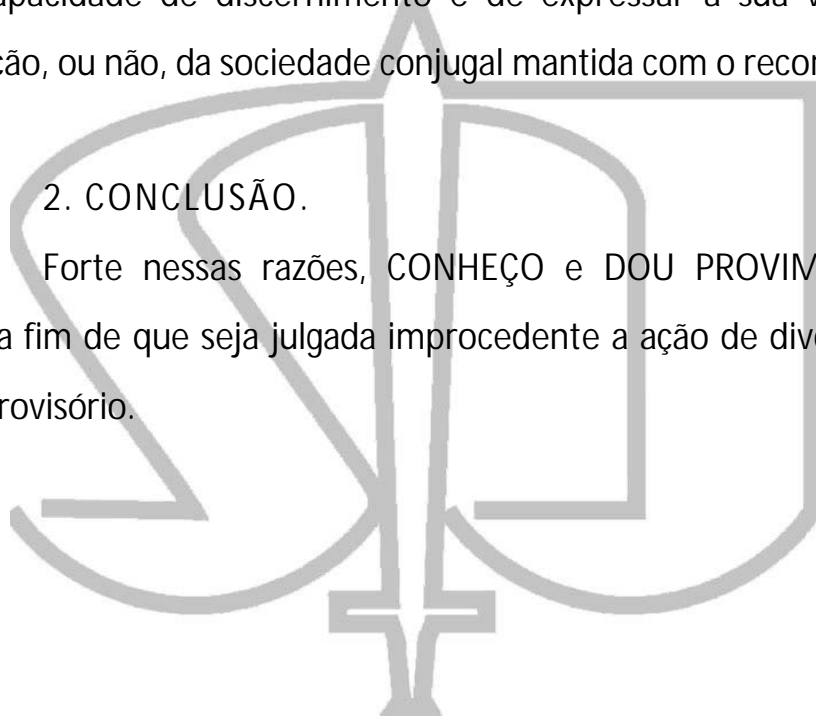 capacidade de discernimento e de expressar a sua
ção, ou não, da sociedade conjugal mantida com o recor
2. CONCLUSÃO.
Forte nessas razões, CONHEÇO e DOU PROVIM
a fim de que seja julgada improcedente a ação de divó
rovisório.